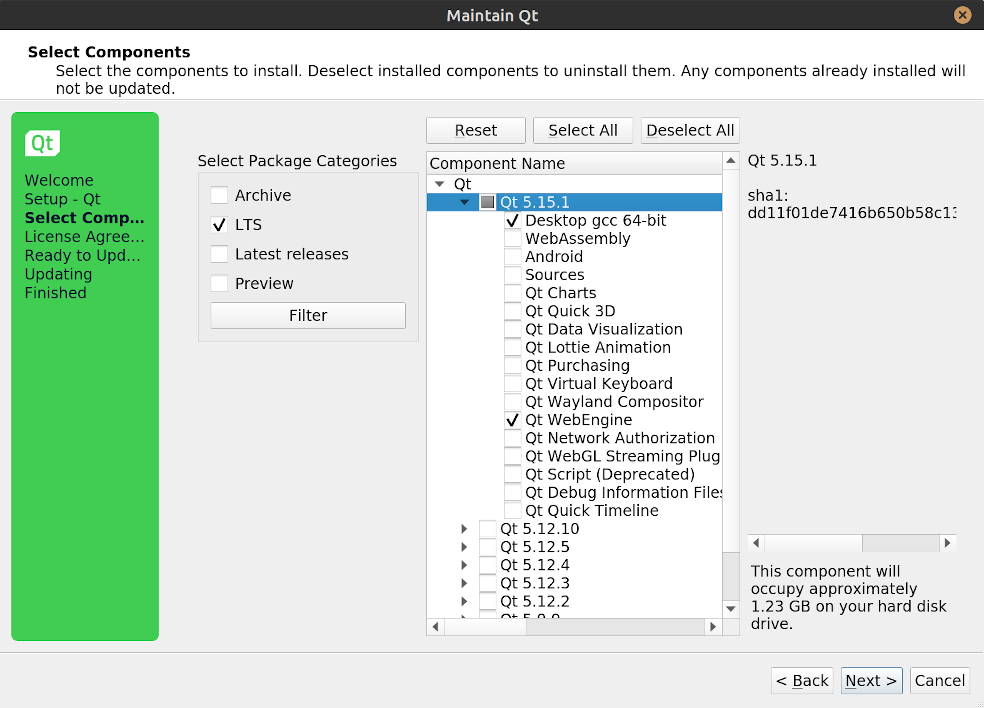 Maintain Qt
Select Components
Select the components to install. Deselect installed components to uninstall them. Any components already installed will
not be updated.
Qt
Welcome
Setup - Qt
Select Comp...
License Agree...
Ready to Upd...
Updating
Finished
Select Package Categories
Archive
LTS
Latest releases
Preview
Filter
Reset
Select All
Deselect All
Component Name
Qt
Qt 5.15.1
Desktop gcc 64-bit
WebAssembly
Android
Sources
Qt Charts
Qt Quick 3D
Qt Data Visualization
Qt Lottie Animation
Qt Purchasing
Qt Virtual Keyboard
Qt Wayland Compositor
Qt WebEngine
Qt Network Authorization
Qt WebGL Streaming Plug
Qt Script (Deprecated)
Qt Debug Information Files
Qt Quick Timeline
Qt 5.12.10
Qt 5.12.5
Qt 5.12.4
Qt 5.12.3
Qt 5.12.2
Qt 5.15.1
sha1:
dd11f01de7416b650b58c13
This component will
occupy approximately
1.23 GB on your hard disk
drive.
< Back
Next >
Cancel